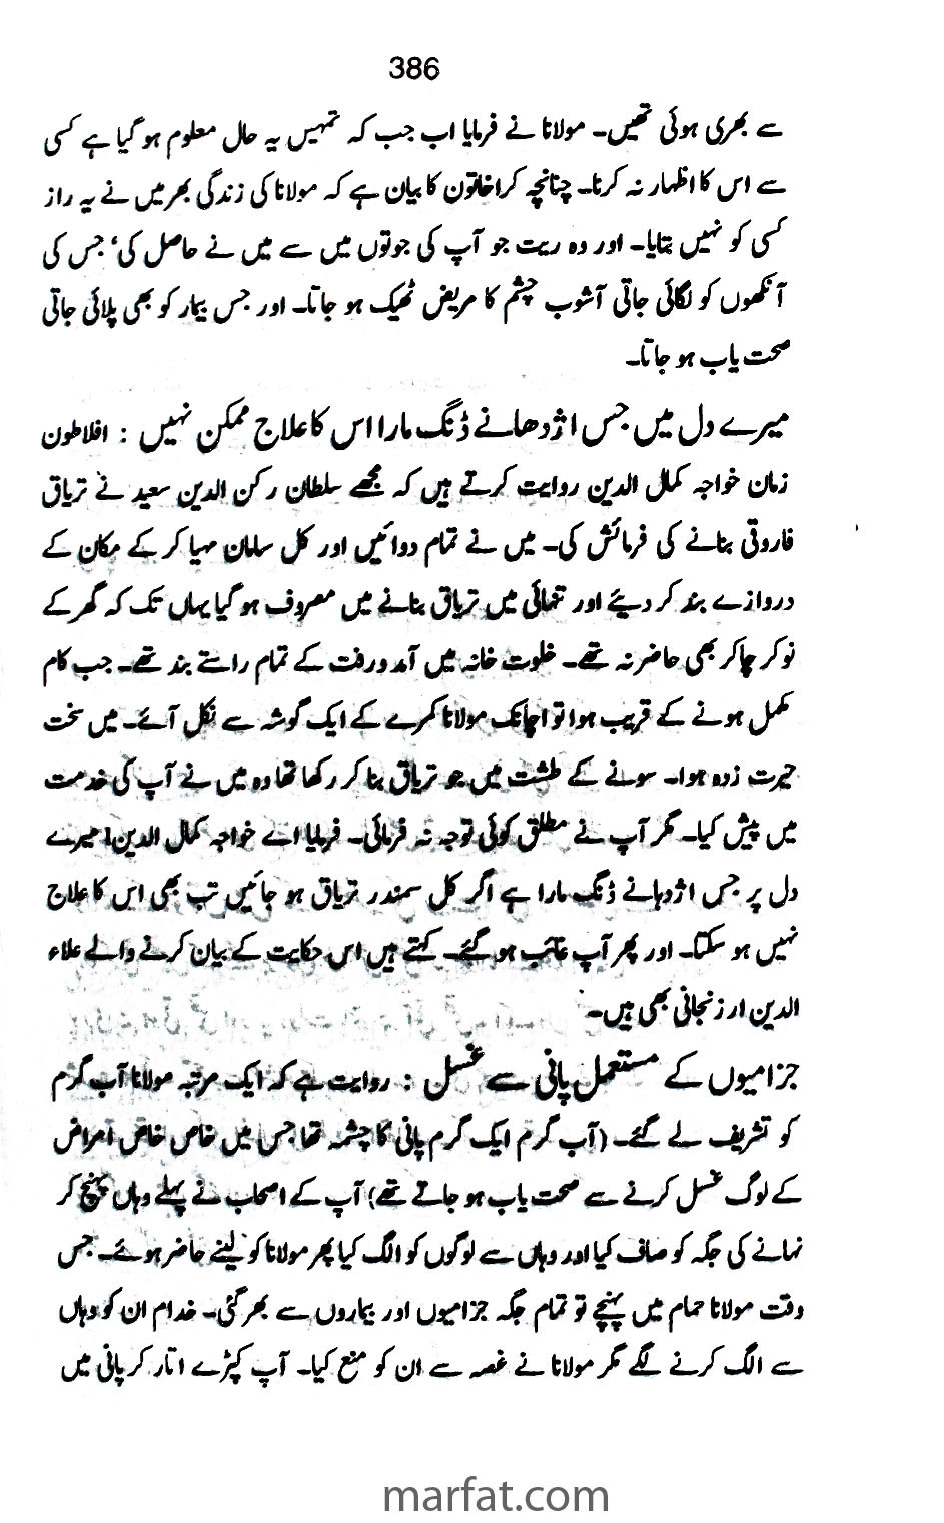 386
سے بھری ہوئی تھیں۔ مولانا نے فرمایا اب جب کہ تمہیں یہ حال معلوم ہو گیا ہے کسی
سے اس کا اظہار نہ کرنا۔ چنانچہ کراخاتون کا بیان ہے کہ مولانا کی زندگی بھر میں نے یہ راز
کسی کو نہیں بتایا۔ اور وہ ریت جو آپ کی جوتوں میں سے میں نے حاصل کی، جس کی
آنکھوں کو لگائی جاتی آشوب چشم کا مریض ٹھیک ہو جاتا۔ اور جس بیمار کو بھی پلائی جاتی
صحت یاب ہو جاتا۔
میرے دل میں جس اژدھانے ڈنگ مارا اس کا علاج ممکن نہیں : افلاطون
زمان خواجہ کمال الدین روایت کرتے ہیں کہ مجھے سلطان رکن الدین سعید نے تریاق
فاروقی بنانے کی فرمائش کی۔ میں نے تمام دوائیں اور کل سامان مہیا کر کے مکان کے
دروازے بند کر دیئے اور تنہائی میں تریاق بنانے میں مصروف ہو گیا یہاں تک کہ گھر کے
نوکر چاکر بھی حاضر نہ تھے۔ خلوت خانہ میں آمدورفت کے تمام راستے بند تھے۔ جب کام
مکمل ہونے کے قریب ہوا تو اچانک مولانا کمرے کے ایک گوشہ سے نکل آئے۔ میں سخت
حیرت زدہ ہوا۔ سونے کے طشت میں جو تریاق بنا کر رکھا تھا وہ میں نے آپ کی خدمت
میں پیش کیا۔ مگر آپ نے مطلق کوئی توجہ نہ فرمائی۔ فرمایا اے خواجہ کمال الدین! میرے
دل پر جس اژدہانے ڈنگ مارا ہے اگر کل سمندر تریاق ہو جائیں تب بھی اس کا علاج
نہیں ہو سکتا۔ اور پھر آپ غائب ہو گئے۔ کہتے ہیں اس حکایت کے بیان کرنے والے علاء
الدین ارزنجانی بھی ہیں۔
جزامیوں کے مستعمل پانی سے غسل : روایت ہے کہ ایک مرتبہ مولانا آب گرم
کو تشریف لے گئے۔ (آب گرم ایک گرم پانی کا چشمہ تھا جس میں خاص خاص امراض
کے لوگ غسل کرنے سے صحت یاب ہو جاتے تھے) آپ کے اصحاب نے پہلے وہاں پہنچ کر
نہانے کی جگہ کو صاف کیا اور وہاں سے لوگوں کو الگ کیا پھر مولانا کو لینے حاضر ہوئے۔ جس
وقت مولانا حمام میں پہنچے تو تمام جگہ جزامیوں اور بیماروں سے بھر گئی۔ خدام ان کو وہاں
سے الگ کرنے لگے مگر مولانا نے غصہ سے ان کو منع کیا۔ آپ کپڑے اتار کر پانی میں
marfat.com